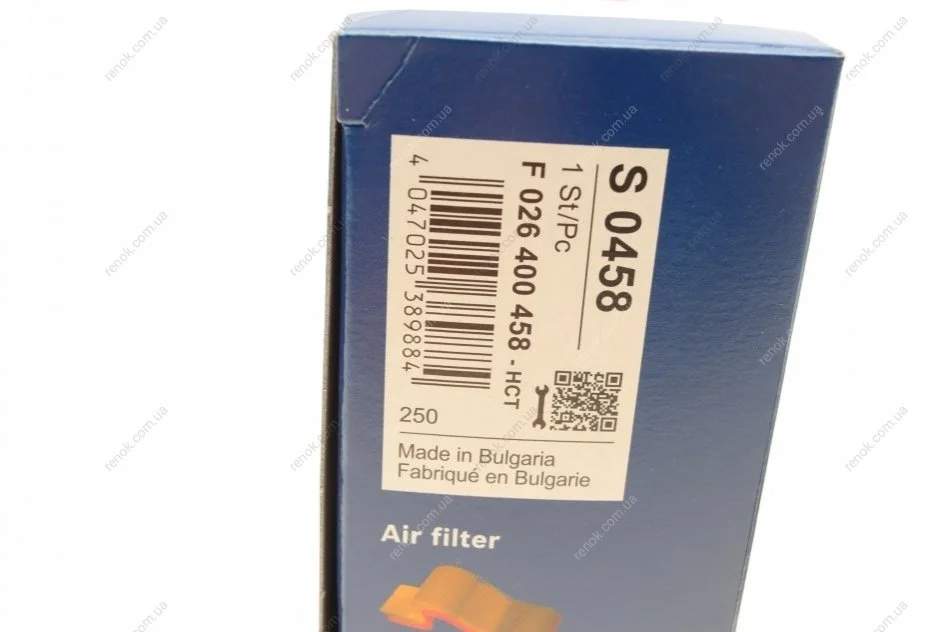 S 0458
1 St/Pc
F 026 400 458 - HCT
4 047025 389884
250
Made in Bulgaria
Fabriqué en Bulgarie
Air filter
renok.com.ua